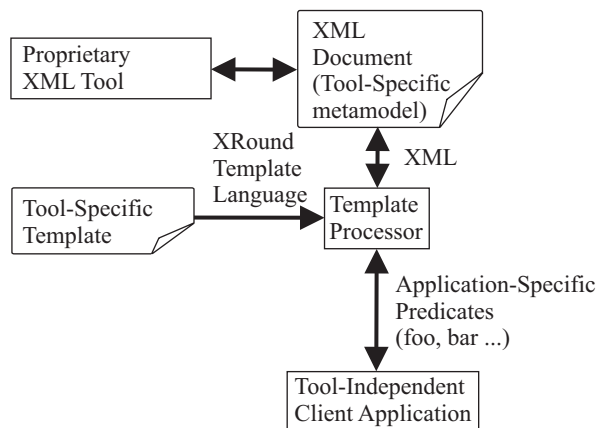 Proprietary
XML Tool
XML
Document
(Tool-Specific
metamodel)
XRound
Template
Language
XML
Tool-Specific
Template
Template
Processor
Application-Specific
Predicates
(foo, bar ...)
Tool-Independent
Client Application